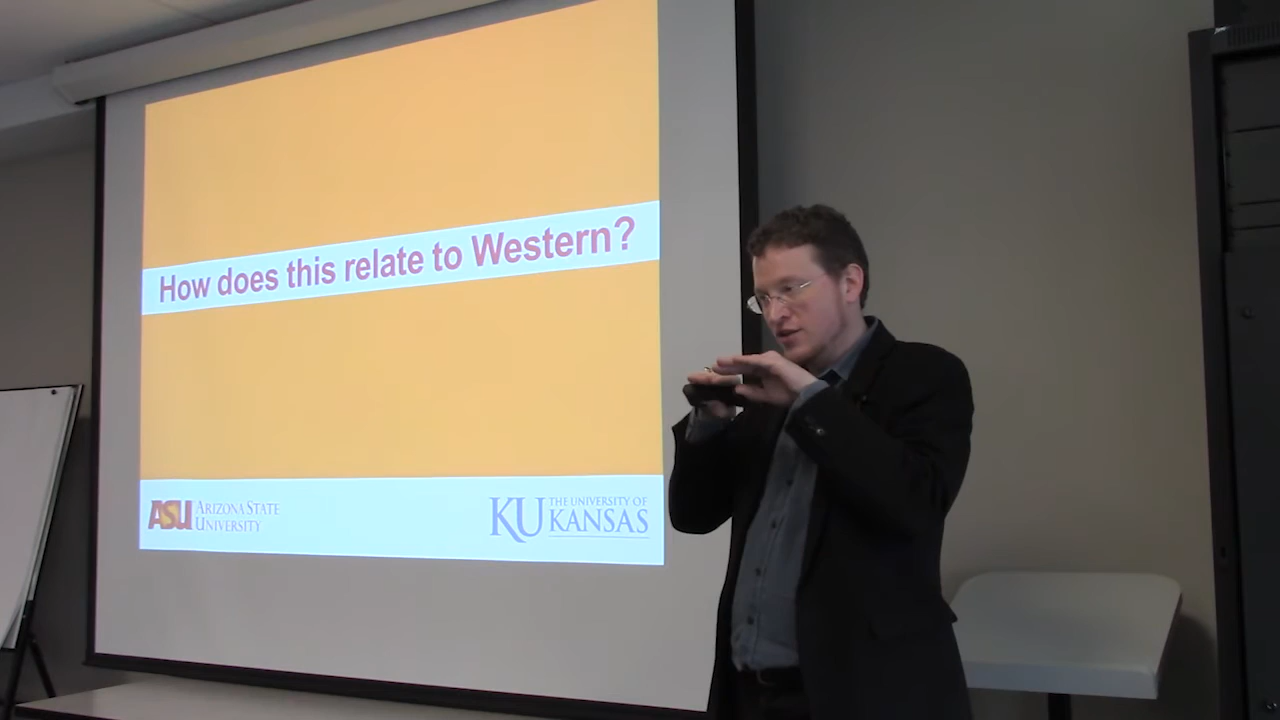 How does this relate to Western?
ASU ARIZONA STATE
UNIVERSITY
KU THE UNIVERSITY OF
KANSAS